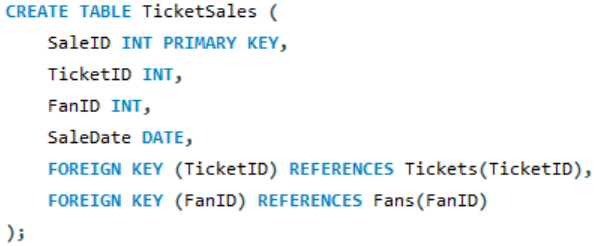 CREATE TABLE TicketSales (
    SaleID INT PRIMARY KEY,
    TicketID INT,
    FanID INT,
    SaleDate DATE,
    FOREIGN KEY (TicketID) REFERENCES Tickets(TicketID),
    FOREIGN KEY (FanID) REFERENCES Fans(FanID)
);